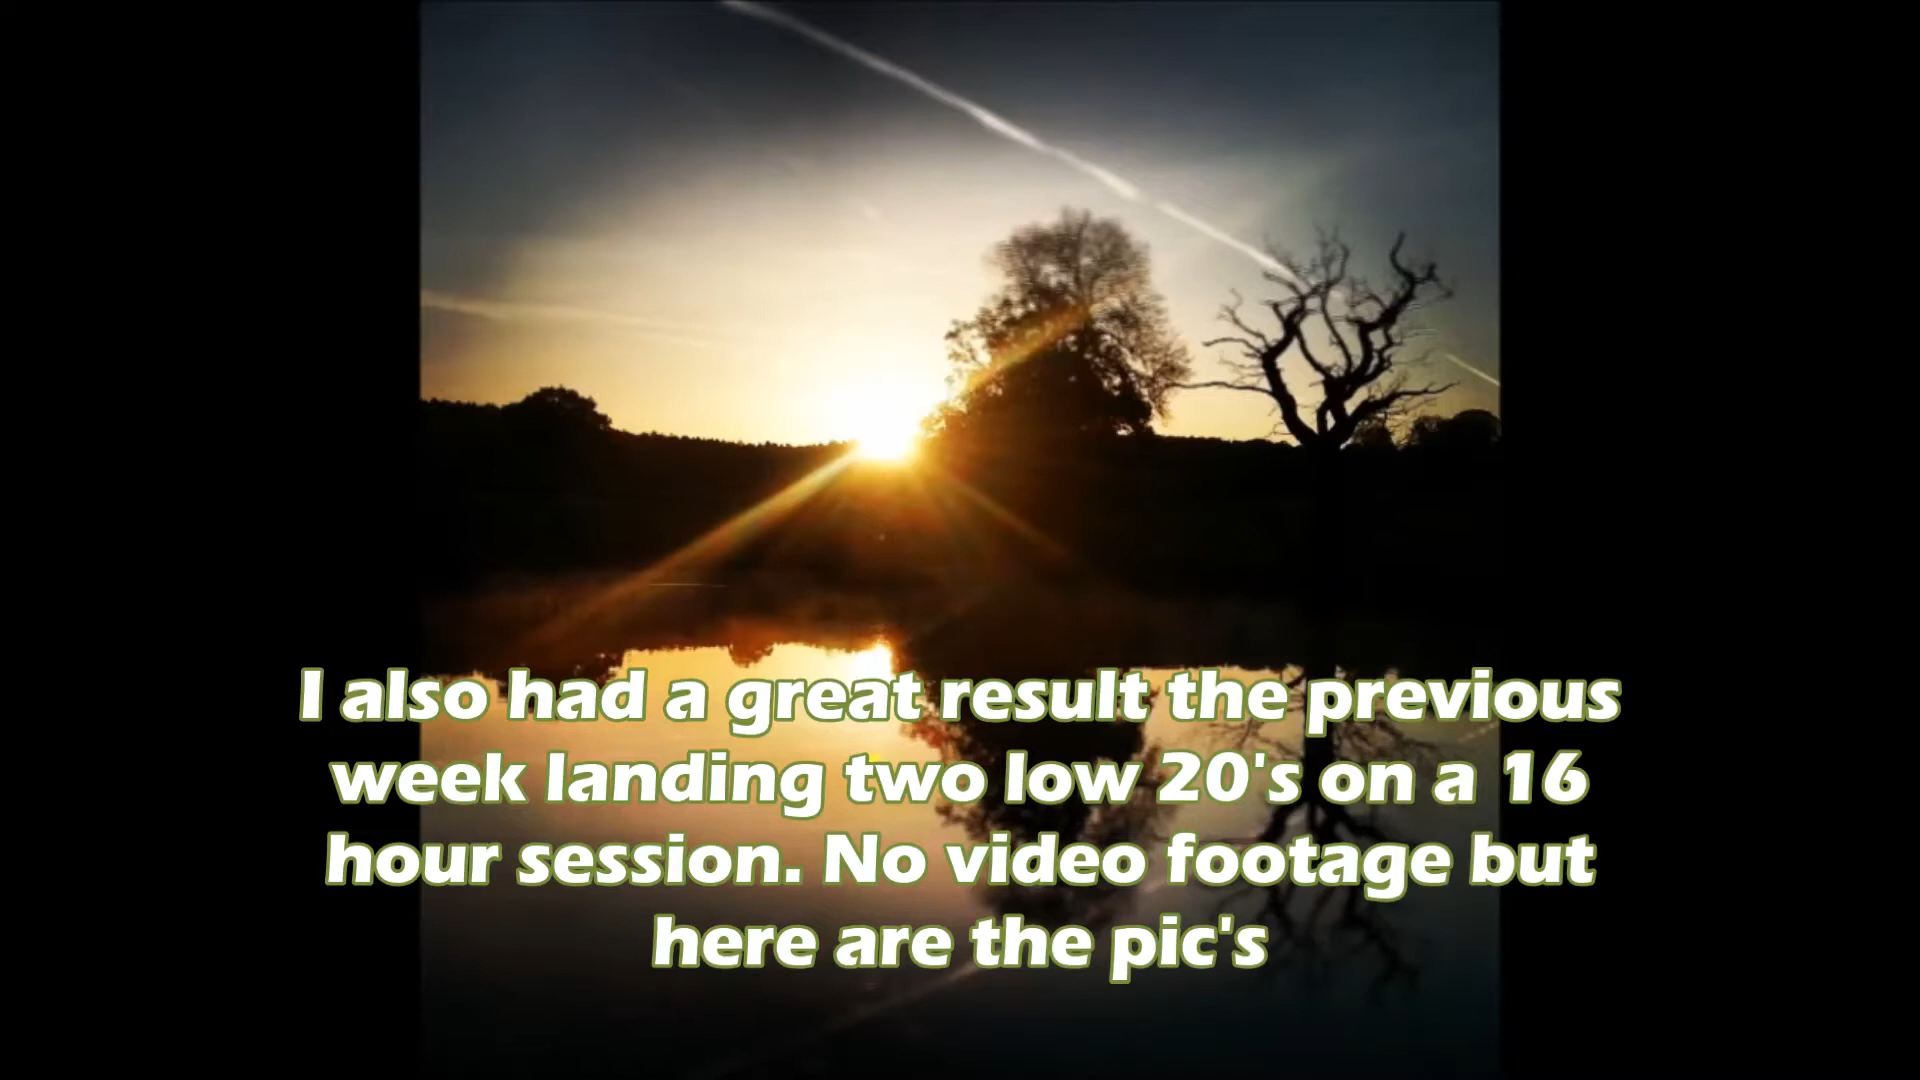 I also had a great result the previous
week landing two low 20's on a 16
hour session. No video footage but
here are the pic's